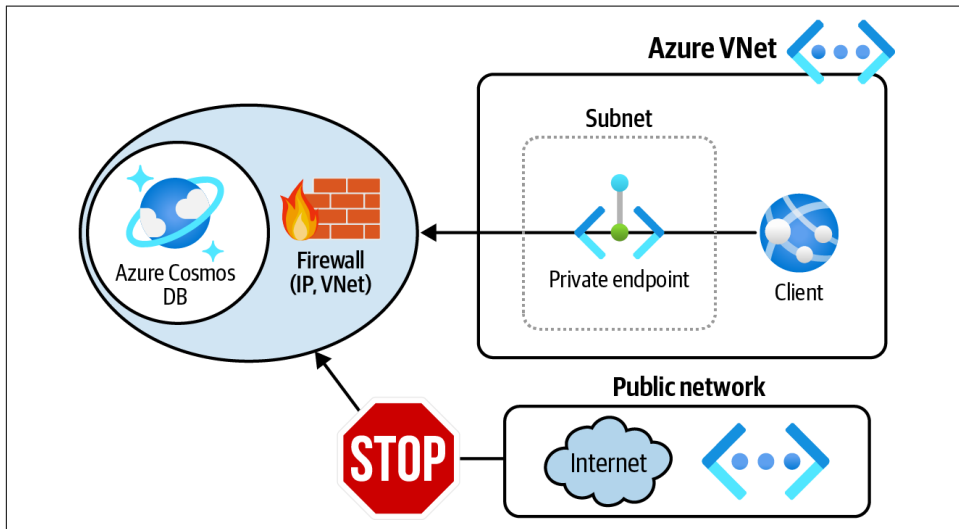 Azure VNet
Subnet
Private endpoint
Client
Azure Cosmos
DB
Firewall
(IP, VNet)
STOP
Public network
Internet